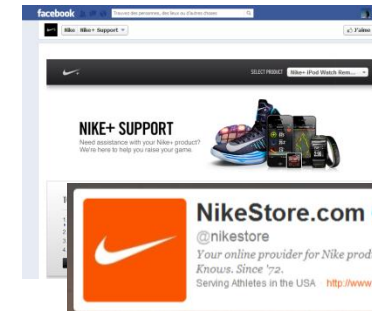 facebook
Trouvez des personnes, des lieux ou d'autres choses
Nike Nike+ Support
J'aime
SELECT PRODUCT Nike+ iPod Watch Rem...
NIKE+ SUPPORT
Need assistance with your Nike+ product?
We're here to help you raise your game.
1
NikeStore.com
@nikestore
Your online provider for Nike prod
Knows. Since '72.
Serving Athletes in the USA http://www